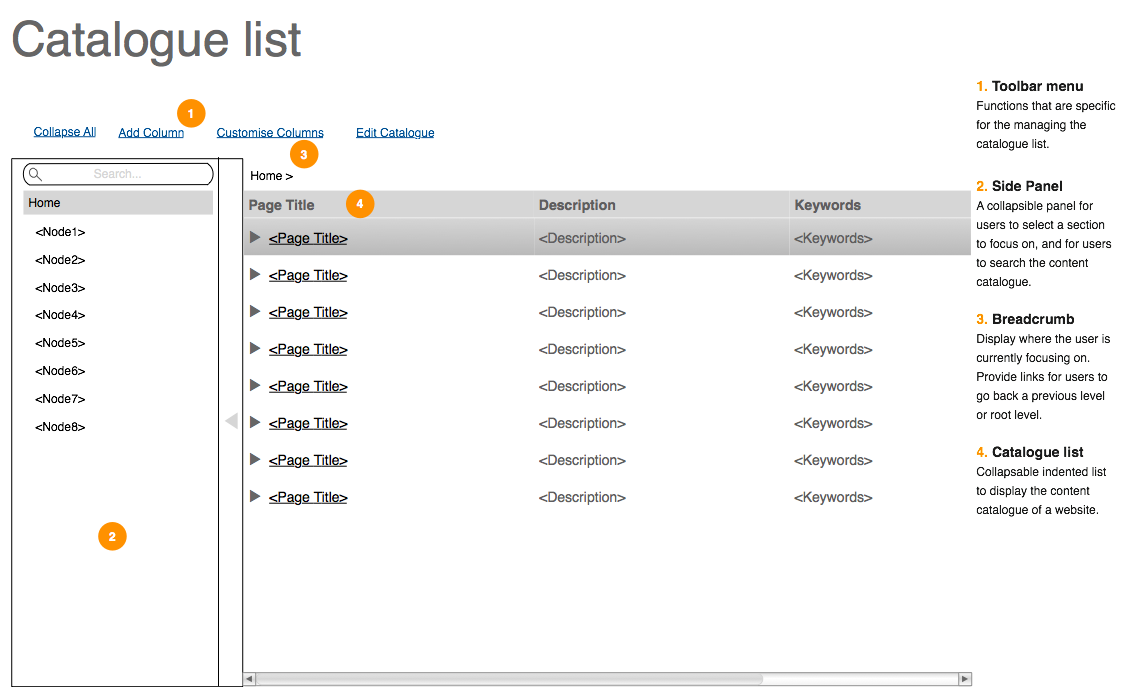 Catalogue list
1
Collapse All Add Column Customise Columns Edit Catalogue
3
Search...
Home >
Home
4
Page Title Description Keywords
<Node1>
<Node2>
<Node3>
<Node4>
<Node5>
<Node6>
<Node7>
<Node8>
2
<Page Title> <Description> <Keywords>
<Page Title> <Description> <Keywords>
<Page Title> <Description> <Keywords>
<Page Title> <Description> <Keywords>
<Page Title> <Description> <Keywords>
<Page Title> <Description> <Keywords>
<Page Title> <Description> <Keywords>
<Page Title> <Description> <Keywords>
1. Toolbar menu
Functions that are specific
for the managing the
catalogue list.
2. Side Panel
A collapsible panel for
users to select a section
to focus on, and for users
to search the content
catalogue.
3. Breadcrumb
Display where the user is
currently focusing on.
Provide links for users to
go back a previous level
or root level.
4. Catalogue list
Collapsable indented list
to display the content
catalogue of a website.